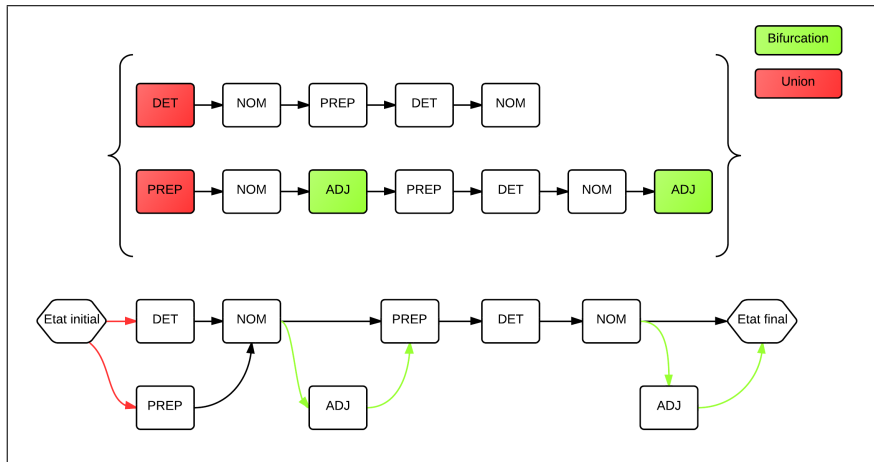 Bifurcation
Union
DET NOM PREP DET NOM
PREP NOM ADJ PREP DET NOM ADJ
Etat initial DET NOM PREP DET NOM Etat final
PREP ADJ ADJ